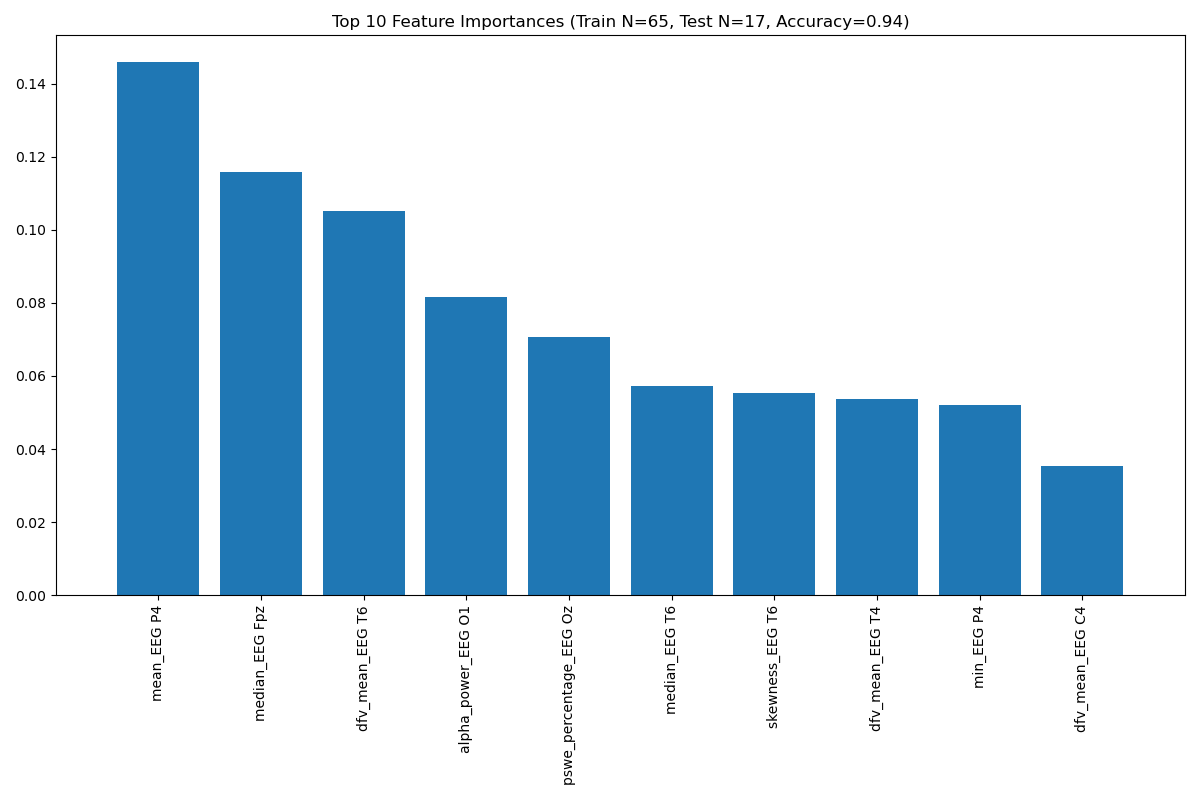 Top 10 Feature Importances (Train N=65, Test N=17, Accuracy=0.94)
0.14
0.12
0.10
0.08
0.06
0.04
0.02
0.00
mean_EEG P4
median_EEG Fpz
dfv_mean_EEG T6
alpha_power_EEG O1
pswe_percentage_EEG Oz
median_EEG T6
skewness_EEG T6
dfv_mean_EEG T4
min_EEG P4
dfv_mean_EEG C4